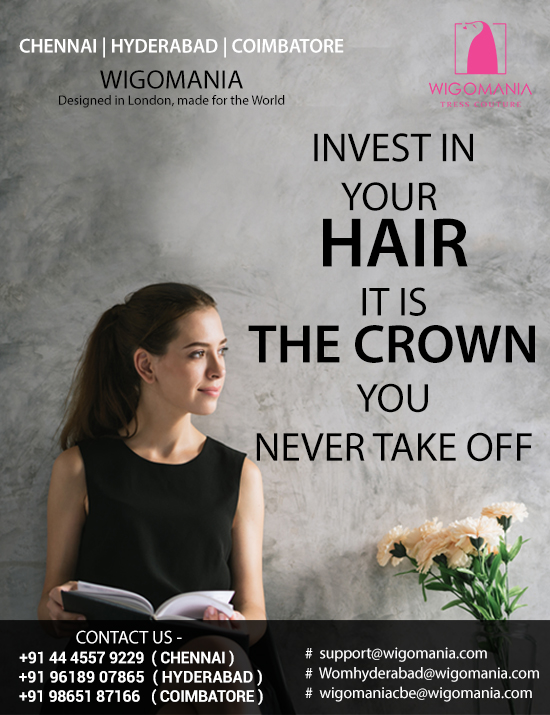 CHENNAI | HYDERABAD | COIMBATORE
WIGOMANIA
Designed in London, made for the World
WIGOMANIA
TRESS COUTURE
INVEST IN
YOUR
HAIR
IT IS
THE CROWN
YOU
NEVER TAKE OFF
CONTACT US -
+91 44 4557 9229 ( CHENNAI )
+91 96189 07865 ( HYDERABAD )
+91 98651 87166 ( COIMBATORE )
# support@wigomania.com
# Womhyderabad@wigomania.com
# wigomaniacbe@wigomania.com